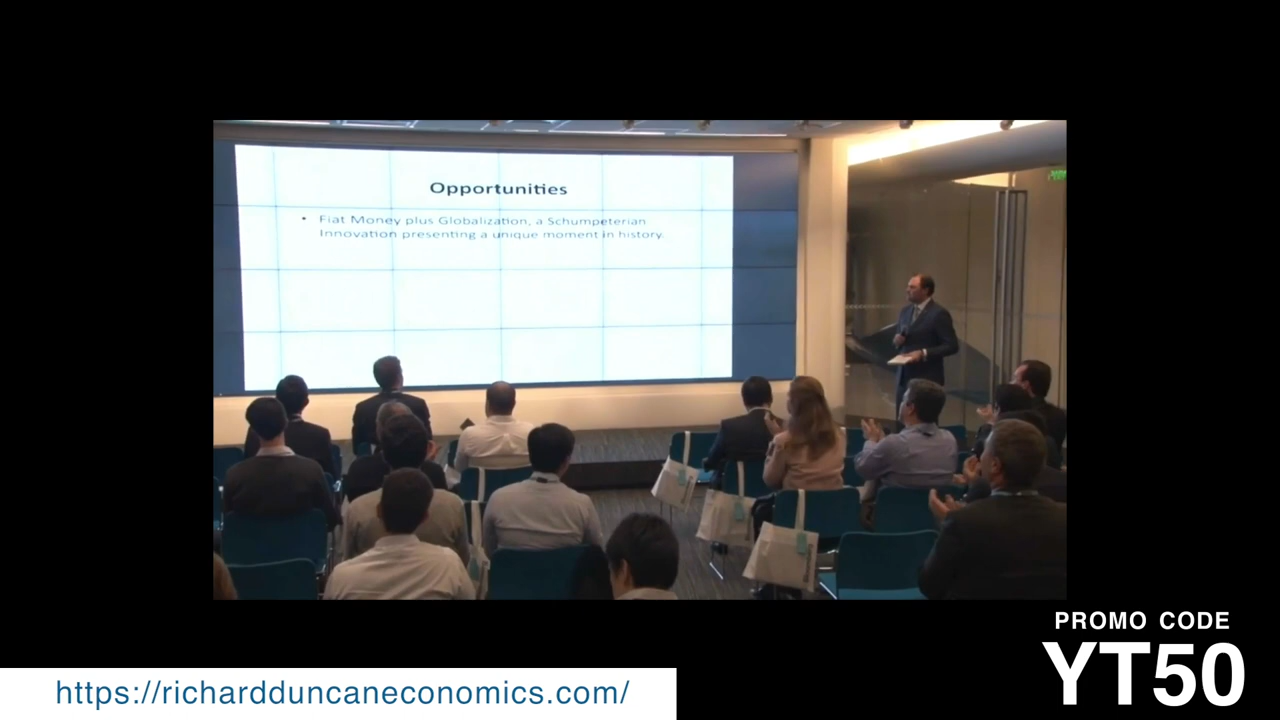 Opportunities
• Fiat Money plus Globalization, a Schumpeterian
Innovation presenting a unique moment in history.
PROMO CODE
YT50
https://richardduncaneconomics.com/